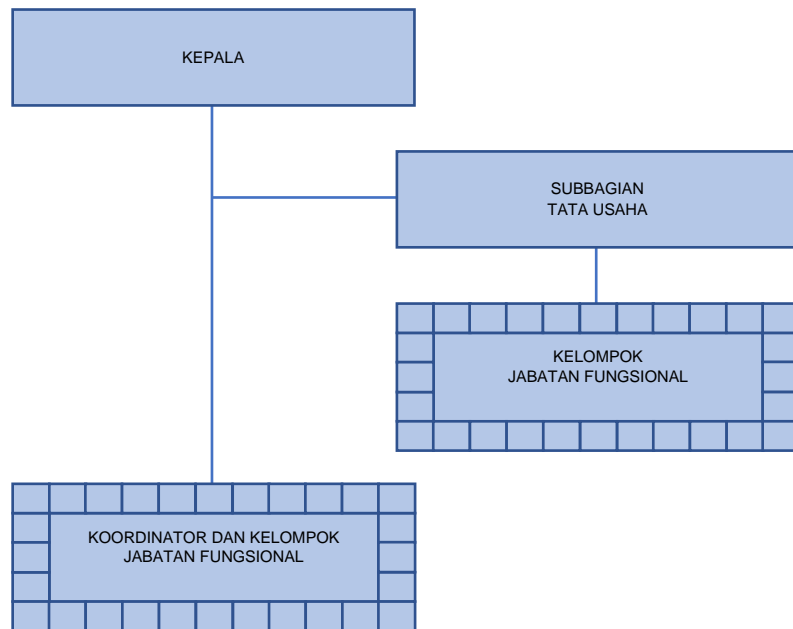 KEPALA
SUBBAGIAN
TATA USAHA
KELOMPOK
JABATAN FUNGSIONAL
KOORDINATOR DAN KELOMPOK
JABATAN FUNGSIONAL